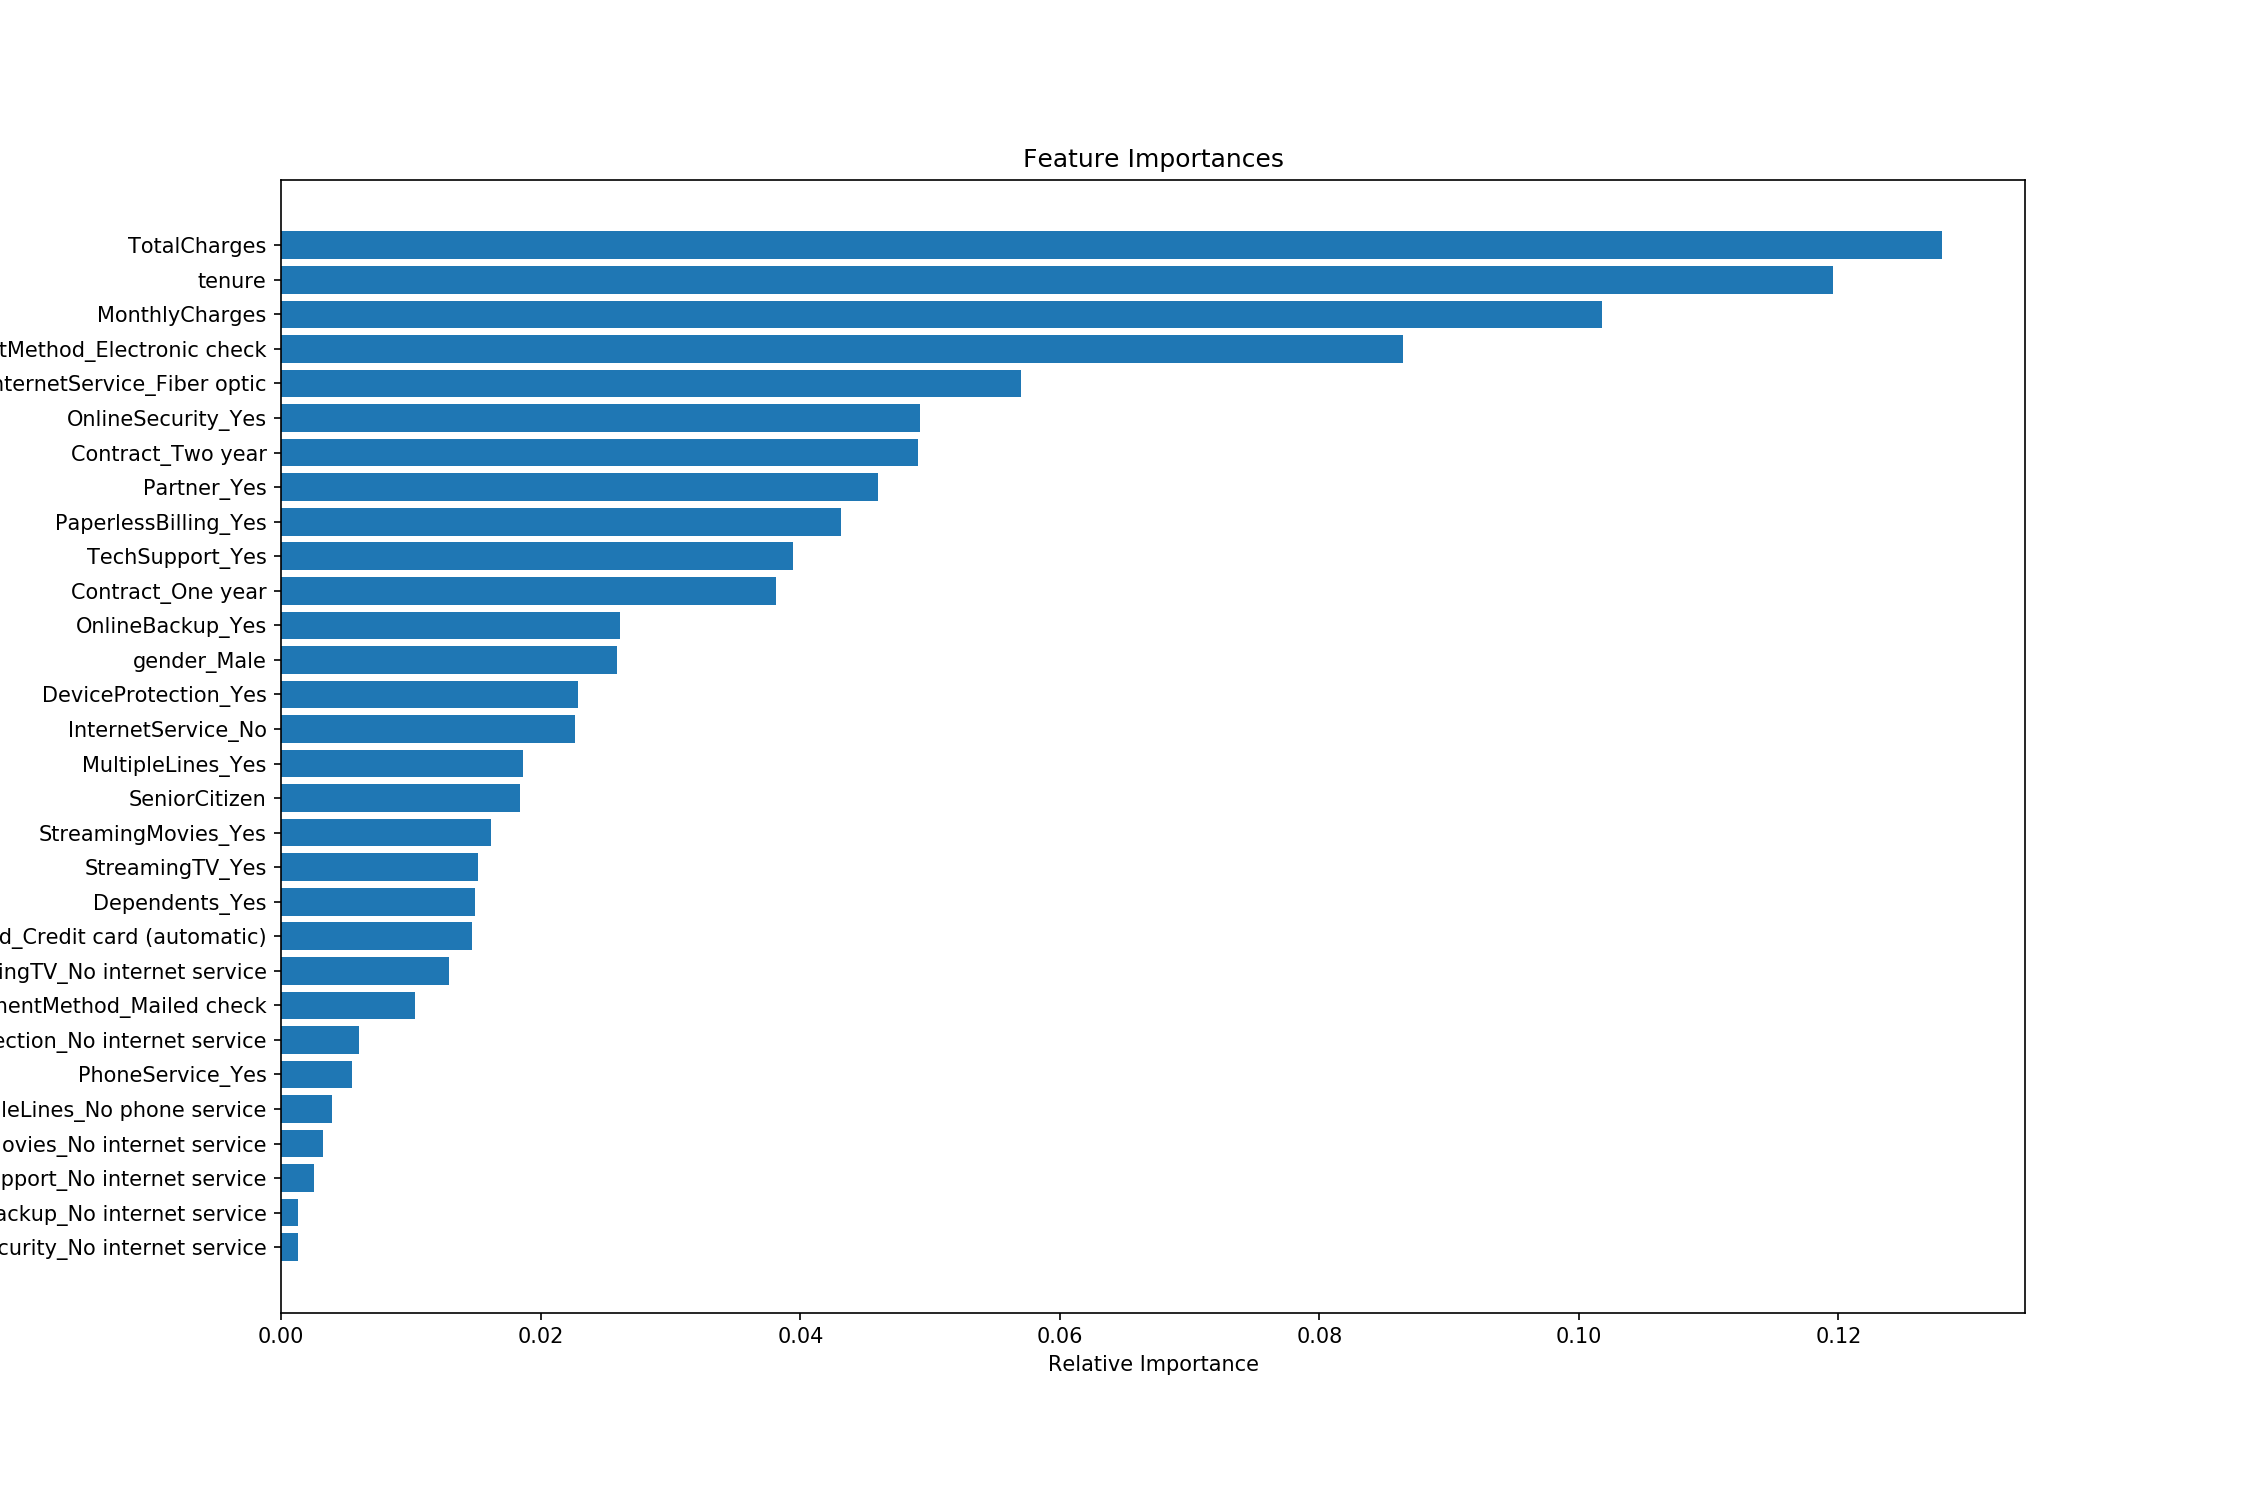 Feature Importances
TotalCharges
tenure
MonthlyCharges
tMethod_Electronic check
nternetService_Fiber optic
OnlineSecurity_Yes
Contract_Two year
Partner_Yes
PaperlessBilling_Yes
TechSupport_Yes
Contract_One year
OnlineBackup_Yes
gender_Male
DeviceProtection_Yes
InternetService_No
MultipleLines_Yes
SeniorCitizen
StreamingMovies_Yes
StreamingTV_Yes
Dependents_Yes
d_Credit card (automatic)
ingTV_No internet service
mentMethod_Mailed check
ection_No internet service
PhoneService_Yes
leLines_No phone service
ovies_No internet service
pport_No internet service
ackup_No internet service
curity_No internet service
0.00 0.02 0.04 0.06 0.08 0.10 0.12
Relative Importance